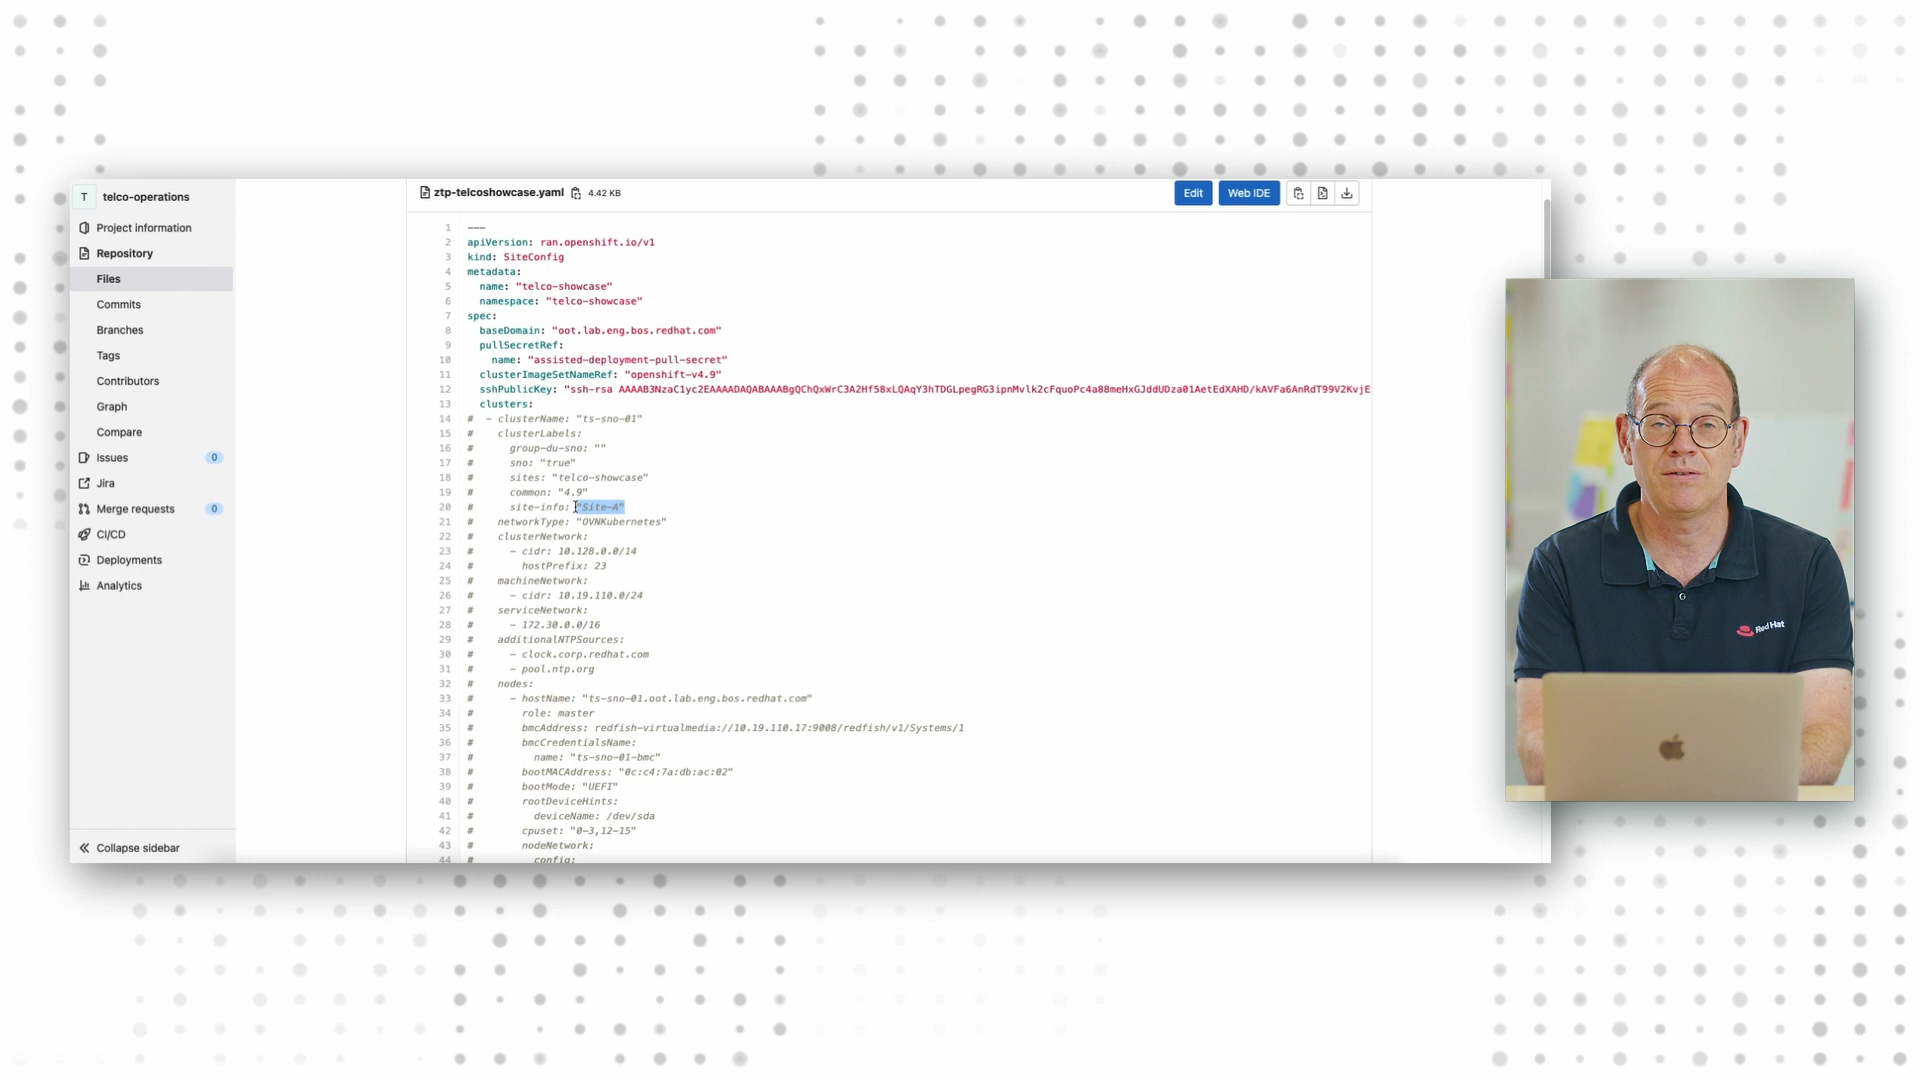 T telco-operations
Project information
Repository
Files
Commits
Branches
Tags
Contributors
Graph
Compare
Issues 0
Jira
Merge requests 0
CI/CD
Deployments
Analytics
Collapse sidebar
ztp-telcoshowcase.yaml 4.42 KB
Edit Web IDE
1 ---
2 apiVersion: ran.openshift.io/v1
3 kind: SiteConfig
4 metadata:
5 name: "telco-showcase"
6 namespace: "telco-showcase"
7 spec:
8 baseDomain: "oot.lab.eng.bos.redhat.com"
9 pullSecretRef:
10 name: "assisted-deployment-pull-secret"
11 clusterImageSetNameRef: "openshift-v4.9"
12 sshPublicKey: "ssh-rsa AAAAB3NzaC1yc2EAAAADAQABAAABgQChQxWrC3A2Hf58xLQAqY3hTDGLpegRG3ipnMvlk2cFquoPc4a88meHxGJddUDza01AetEdXAHD/kAVFa6AnRdT99V2KvjE
13 clusters:
14 # - clusterName: "ts-sno-01"
15 # clusterLabels:
16 # group-du-sno: ""
17 # sno: "true"
18 # sites: "telco-showcase"
19 # common: "4.9"
20 # site-info: "Site-A"
21 # networkType: "OVNKubernetes"
22 # clusterNetwork:
23 # - cidr: 10.128.0.0/14
24 # hostPrefix: 23
25 # machineNetwork:
26 # - cidr: 10.19.110.0/24
27 # serviceNetwork:
28 # - 172.30.0.0/16
29 # additionalNTPSources:
30 # - clock.corp.redhat.com
31 # - pool.ntp.org
32 # nodes:
33 # - hostName: "ts-sno-01.oot.lab.eng.bos.redhat.com"
34 # role: master
35 # bmcAddress: redfish-virtualmedia://10.19.110.17:9008/redfish/v1/Systems/1
36 # bmcCredentialsName:
37 # name: "ts-sno-01-bmc"
38 # bootMACAddress: "0c:c4:7a:db:ac:02"
39 # bootMode: "UEFI"
40 # rootDeviceHints:
41 # deviceName: /dev/sda
42 # cpuset: "0-3,12-15"
43 # nodeNetwork:
44 # config:
Red Hat